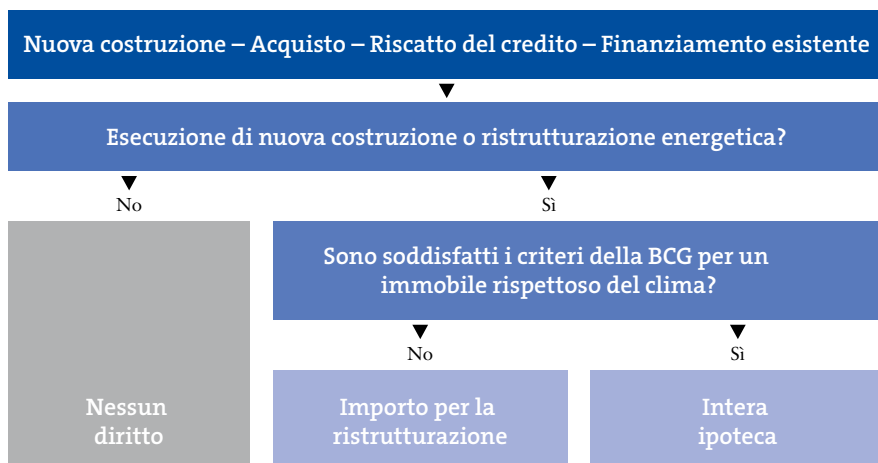 Nuova costruzione – Acquisto – Riscatto del credito – Finanziamento esistente
Esecuzione di nuova costruzione o ristrutturazione energetica?
No
Sì
Sono soddisfatti i criteri della BCG per un
immobile rispettoso del clima?
No
Sì
Nessun
diritto
Importo per la
ristrutturazione
Intera
ipoteca